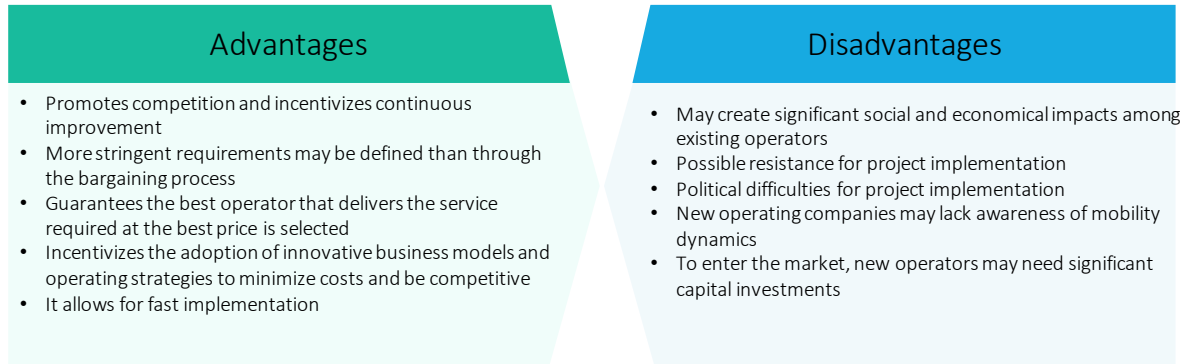 Advantages
• Promotes competition and incentivizes continuous
improvement
• More stringent requirements may be defined than through
the bargaining process
• Guarantees the best operator that delivers the service
required at the best price is selected
• Incentivizes the adoption of innovative business models and
operating strategies to minimize costs and be competitive
• It allows for fast implementation
Disadvantages
• May create significant social and economical impacts among
existing operators
• Possible resistance for project implementation
• Political difficulties for project implementation
• New operating companies may lack awareness of mobility
dynamics
• To enter the market, new operators may need significant
capital investments